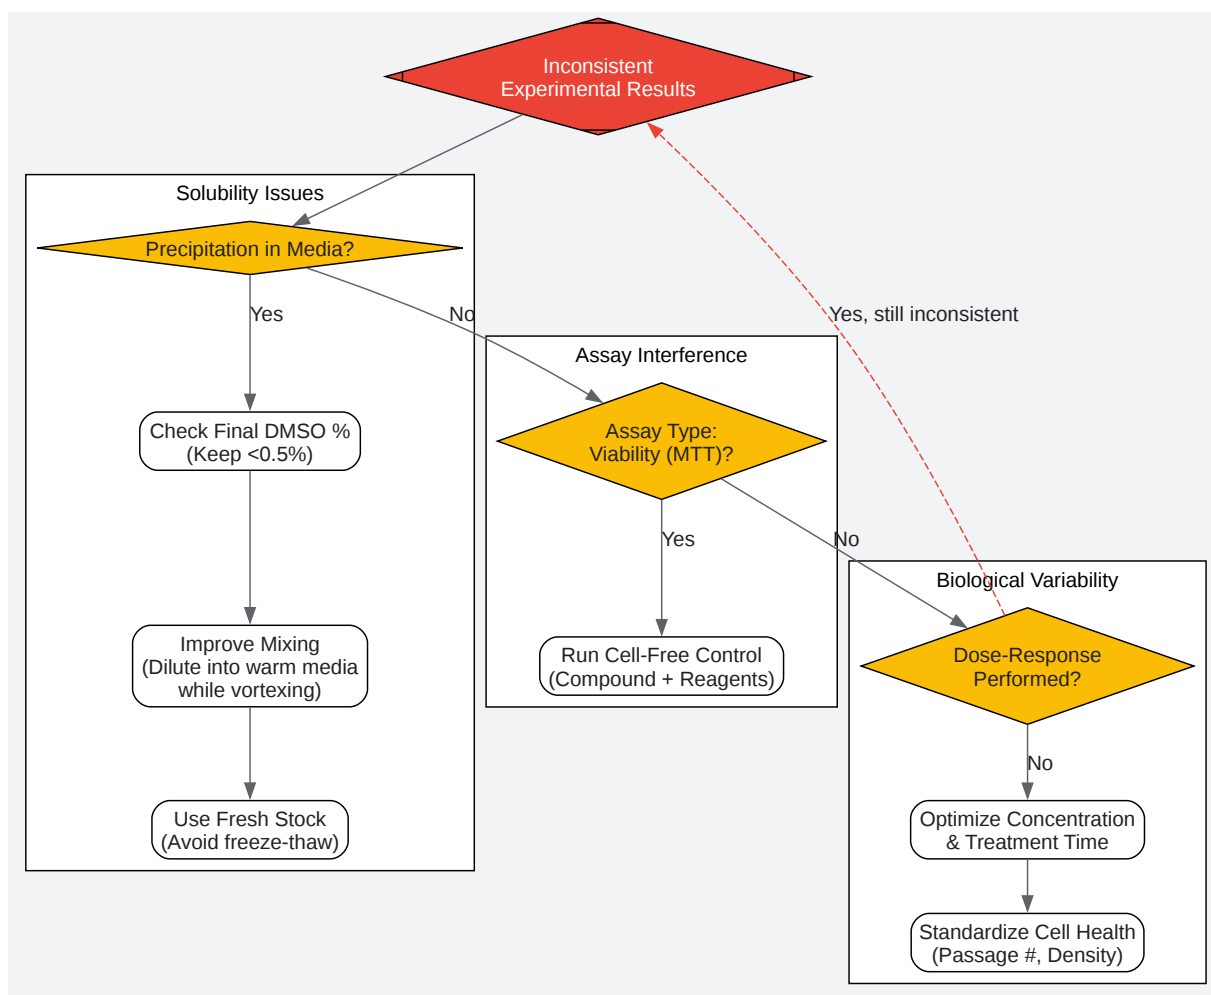 Inconsistent
Experimental Results
Solubility Issues
Precipitation in Media?
Yes
No
Yes, still inconsistent
Assay Interference
Assay Type:
Viability (MTT)?
Check Final DMSO %
(Keep <0.5%)
Yes
No
Biological Variability
Dose-Response
Performed?
Improve Mixing
(Dilute into warm media
while vortexing)
Run Cell-Free Control
(Compound + Reagents)
No
Use Fresh Stock
(Avoid freeze-thaw)
Optimize Concentration
& Treatment Time
Standardize Cell Health
(Passage #, Density)